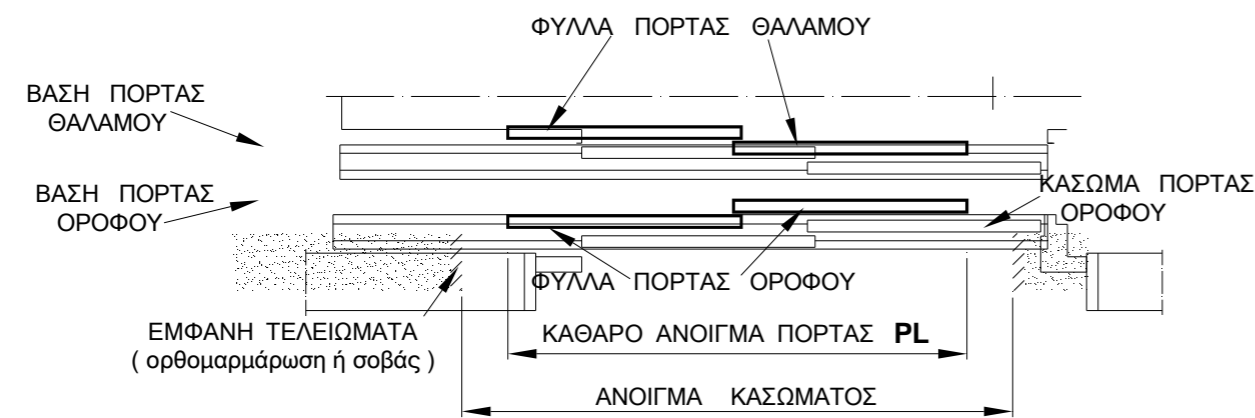 ΦΥΛΛΑ ΠΟΡΤΑΣ ΘΑΛΑΜΟΥ
ΒΑΣΗ ΠΟΡΤΑΣ
ΘΑΛΑΜΟΥ
ΒΑΣΗ ΠΟΡΤΑΣ
ΟΡΟΦΟΥ
ΚΑΣΩΜΑ ΠΟΡΤΑΣ
ΟΡΟΦΟΥ
ΦΥΛΛΑ ΠΟΡΤΑΣ ΟΡΟΦΟΥ
ΕΜΦΑΝΗ ΤΕΛΕΙΩΜΑΤΑ
( ορθομαρμάρωση ή σοβάς )
ΚΑΘΑΡΟ ΑΝΟΙΓΜΑ ΠΟΡΤΑΣ PL
ΑΝΟΙΓΜΑ ΚΑΣΩΜΑΤΟΣ